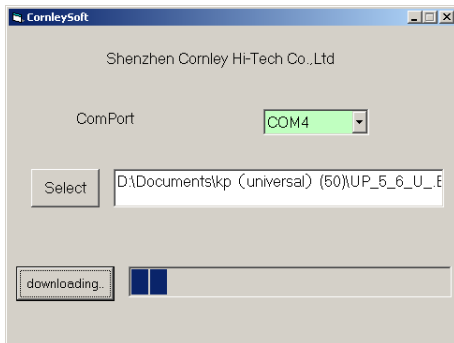 CornleySoft
Shenzhen Cornley Hi-Tech Co.,Ltd
ComPort
COM4
Select
D:\Documents\kp（universal）(50)\UP_5_6_U_.E
downloading..